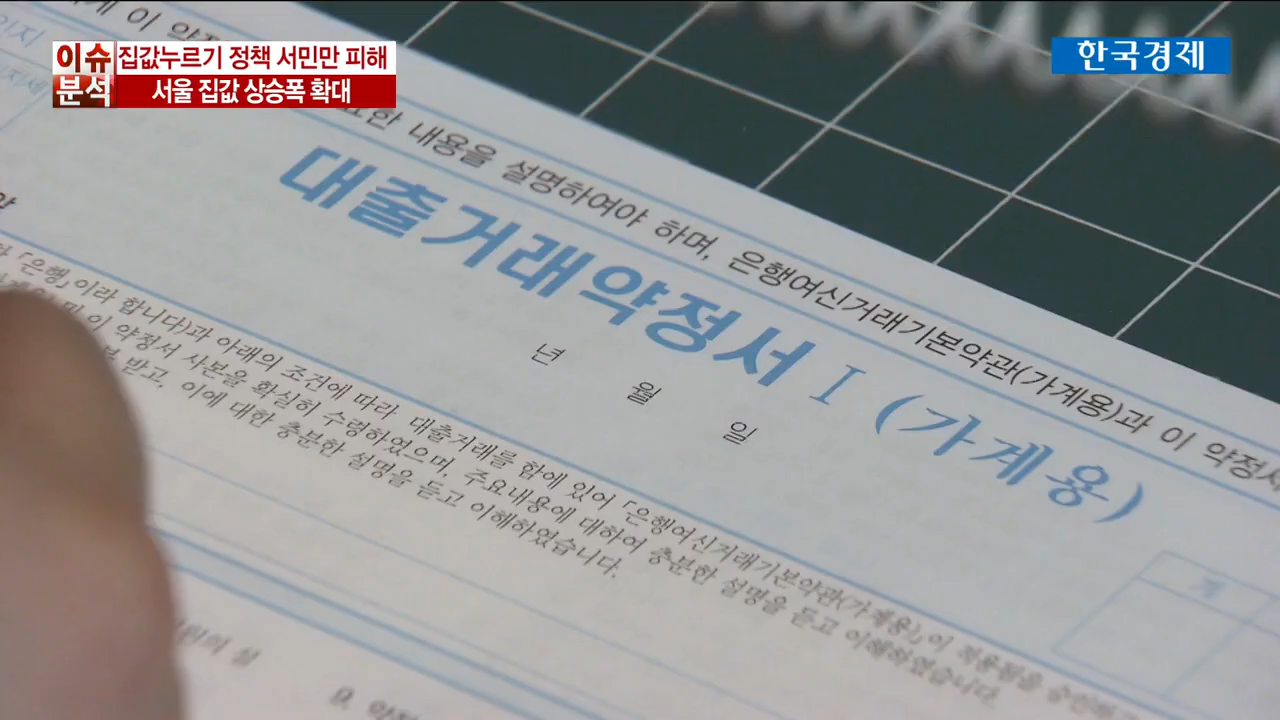 이슈 분석
집값누르기 정책 서민만 피해
서울 집값 상승폭 확대
한국경제
내용을 설명하여야 하며, 은행여신거래기본약관(가계용)과 이 약정서
대출거래약정서 I (가계용)
년 월 일
「은행」이라 합니다)과 아래의 조건에 따라 대출거래를 함에 있어 「은행여신거래기본약관(가계용)」이 적용됨을
이 약정서 사본을 확실히 수령하였으며, 주요내용에 대하여 충분한 설명을 듣고 이해하였습니다.
받고, 이에 대한 충분한 설명을 듣고 이해하였습니다.
계